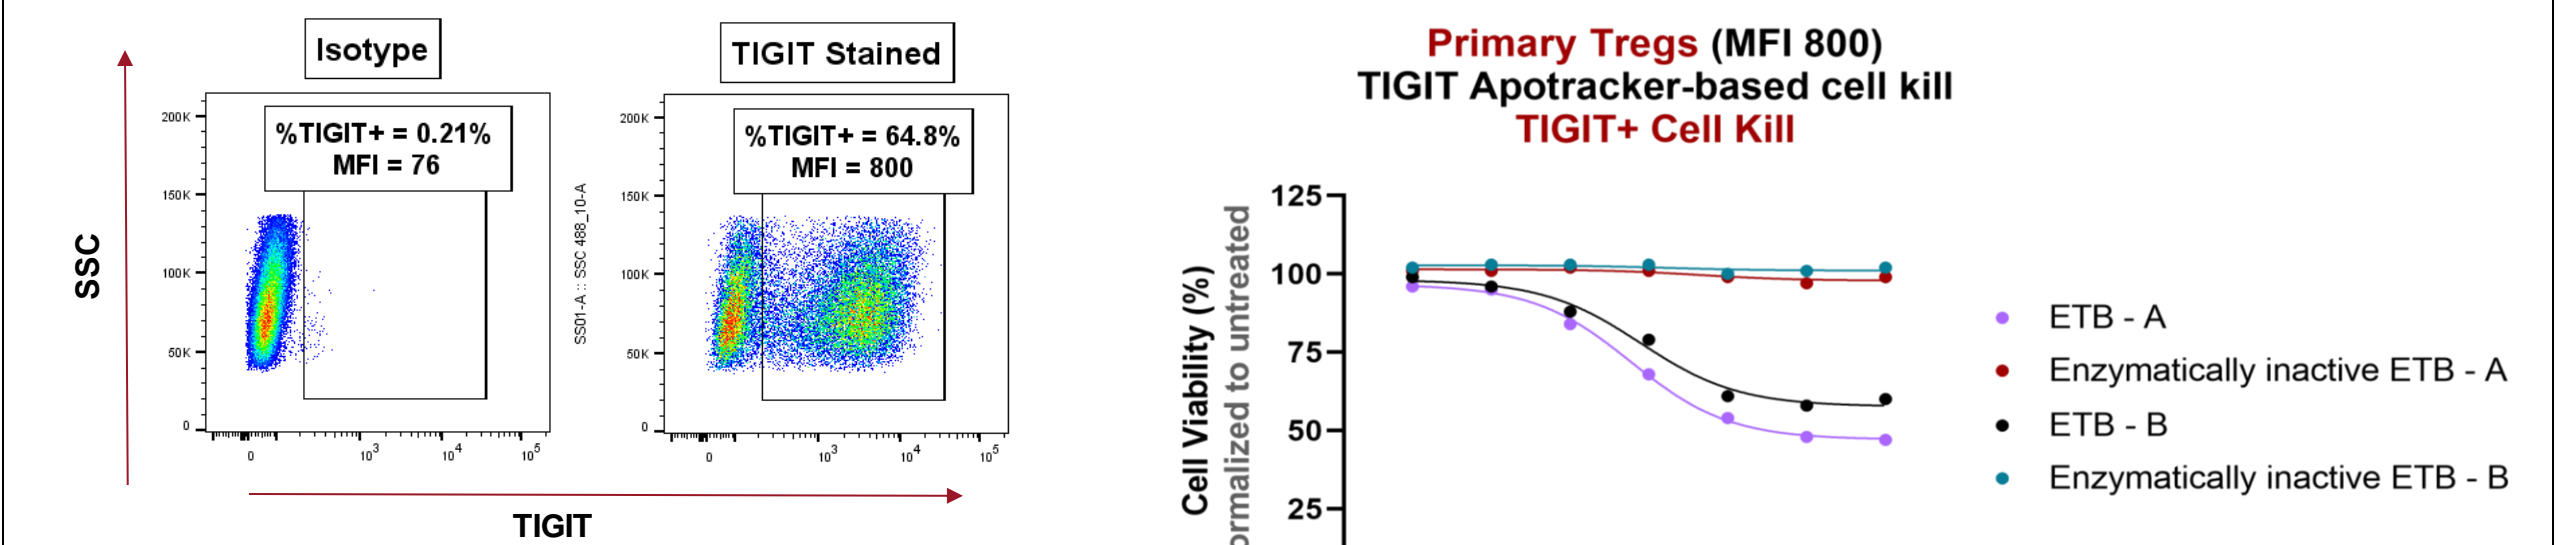 Isotype
%TIGIT+ = 0.21%
MFI = 76
200K
150K
100K
50K
0
0
10^3
10^4
10^5
SSC
TIGIT Stained
%TIGIT+ = 64.8%
MFI = 800
SS01-A :: SSC 488_10-A
200K
150K
100K
50K
0
0
10^3
10^4
10^5
TIGIT
Primary Tregs (MFI 800)
TIGIT Apotracker-based cell kill
TIGIT+ Cell Kill
Cell Viability (%)
to untreated
125
100
75
50
25
ETB - A
Enzymatically inactive ETB - A
ETB - B
Enzymatically inactive ETB - B